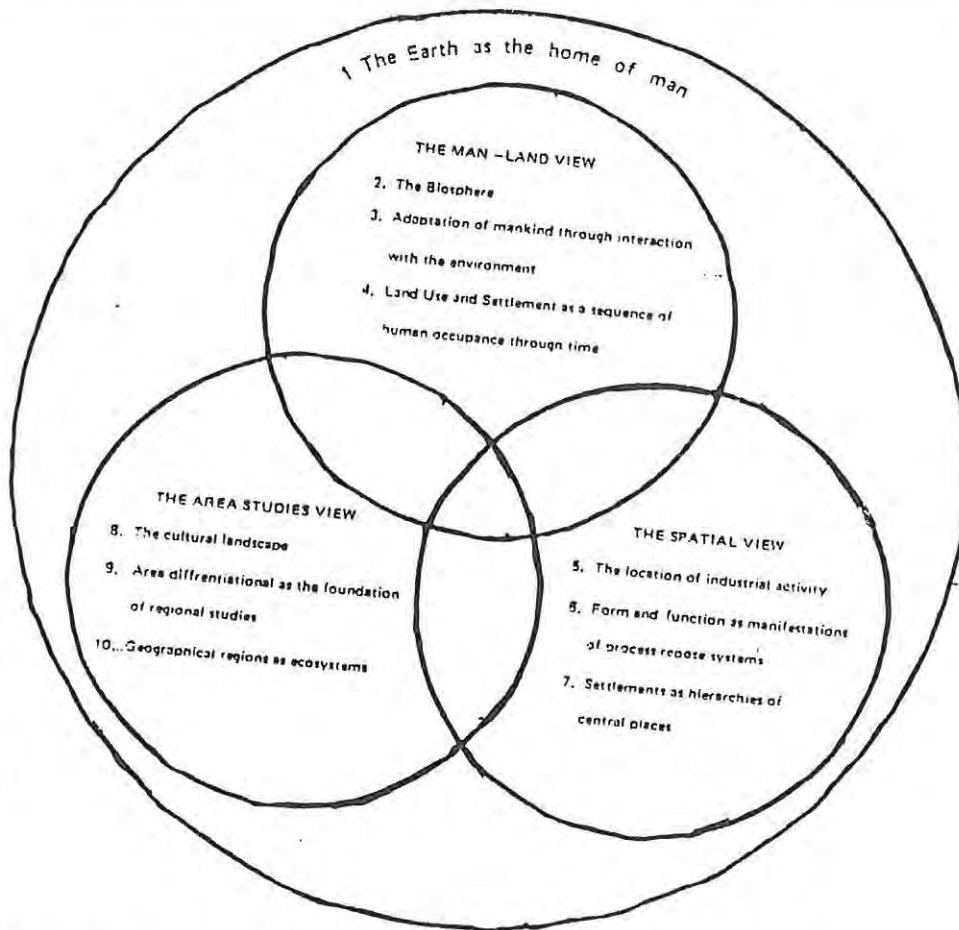 1 The Earth as the home of man
THE MAN – LAND VIEW
2. The Biosphere
3. Adaptation of mankind through interaction
with the environment
4. Land Use and Settlement as a sequence of
human occupance through time
THE AREA STUDIES VIEW
8. The cultural landscape
9. Area diffrentiational as the foundation
of regional studies
10...Geographical regions as ecosystems
THE SPATIAL VIEW
5. The location of industrial activity
6. Form and function as manifestations
of process reponse systems
7. Settlements as hierarchies of
central places